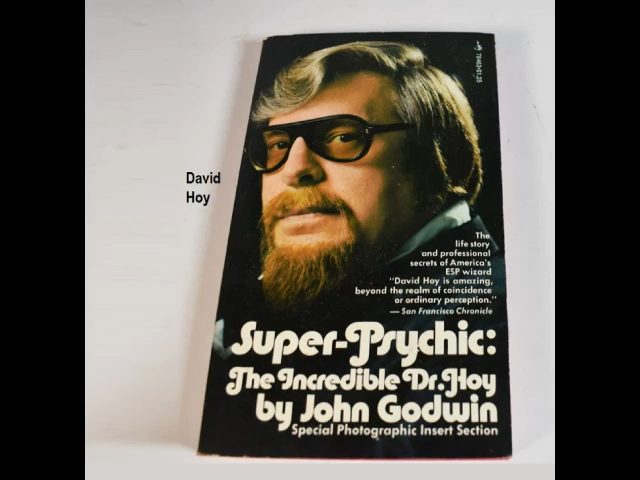 David
Hoy
The
life story
and professional
secrets of America's
ESP wizard
"David Hoy is amazing,
beyond the realm of coincidence
or ordinary perception."
— San Francisco Chronicle
Super-Psychic:
The Incredible Dr. Hoy
by John Godwin
Special Photographic Insert Section